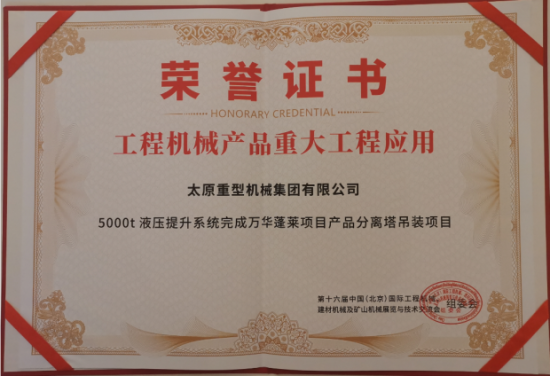 荣誉证书
HONORARY CREDENTIAL
工程机械产品重大工程应用
太原重型机械集团有限公司
5000t 液压提升系统完成万华蓬莱项目产品分离塔吊装项目
第十六届中国(北京)国际工程机械、
建材机械及矿山机械展览与技术交流会
组委会